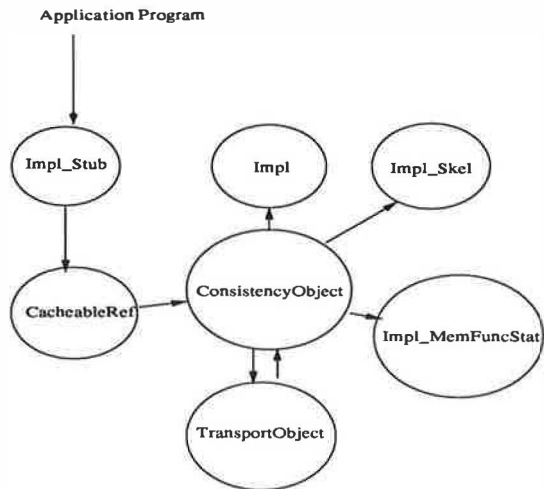 Application Program
Impl_Stub
Impl
Impl_Skel
CacheableRef
ConsistencyObject
Impl_MemFuncStat
TransportObject